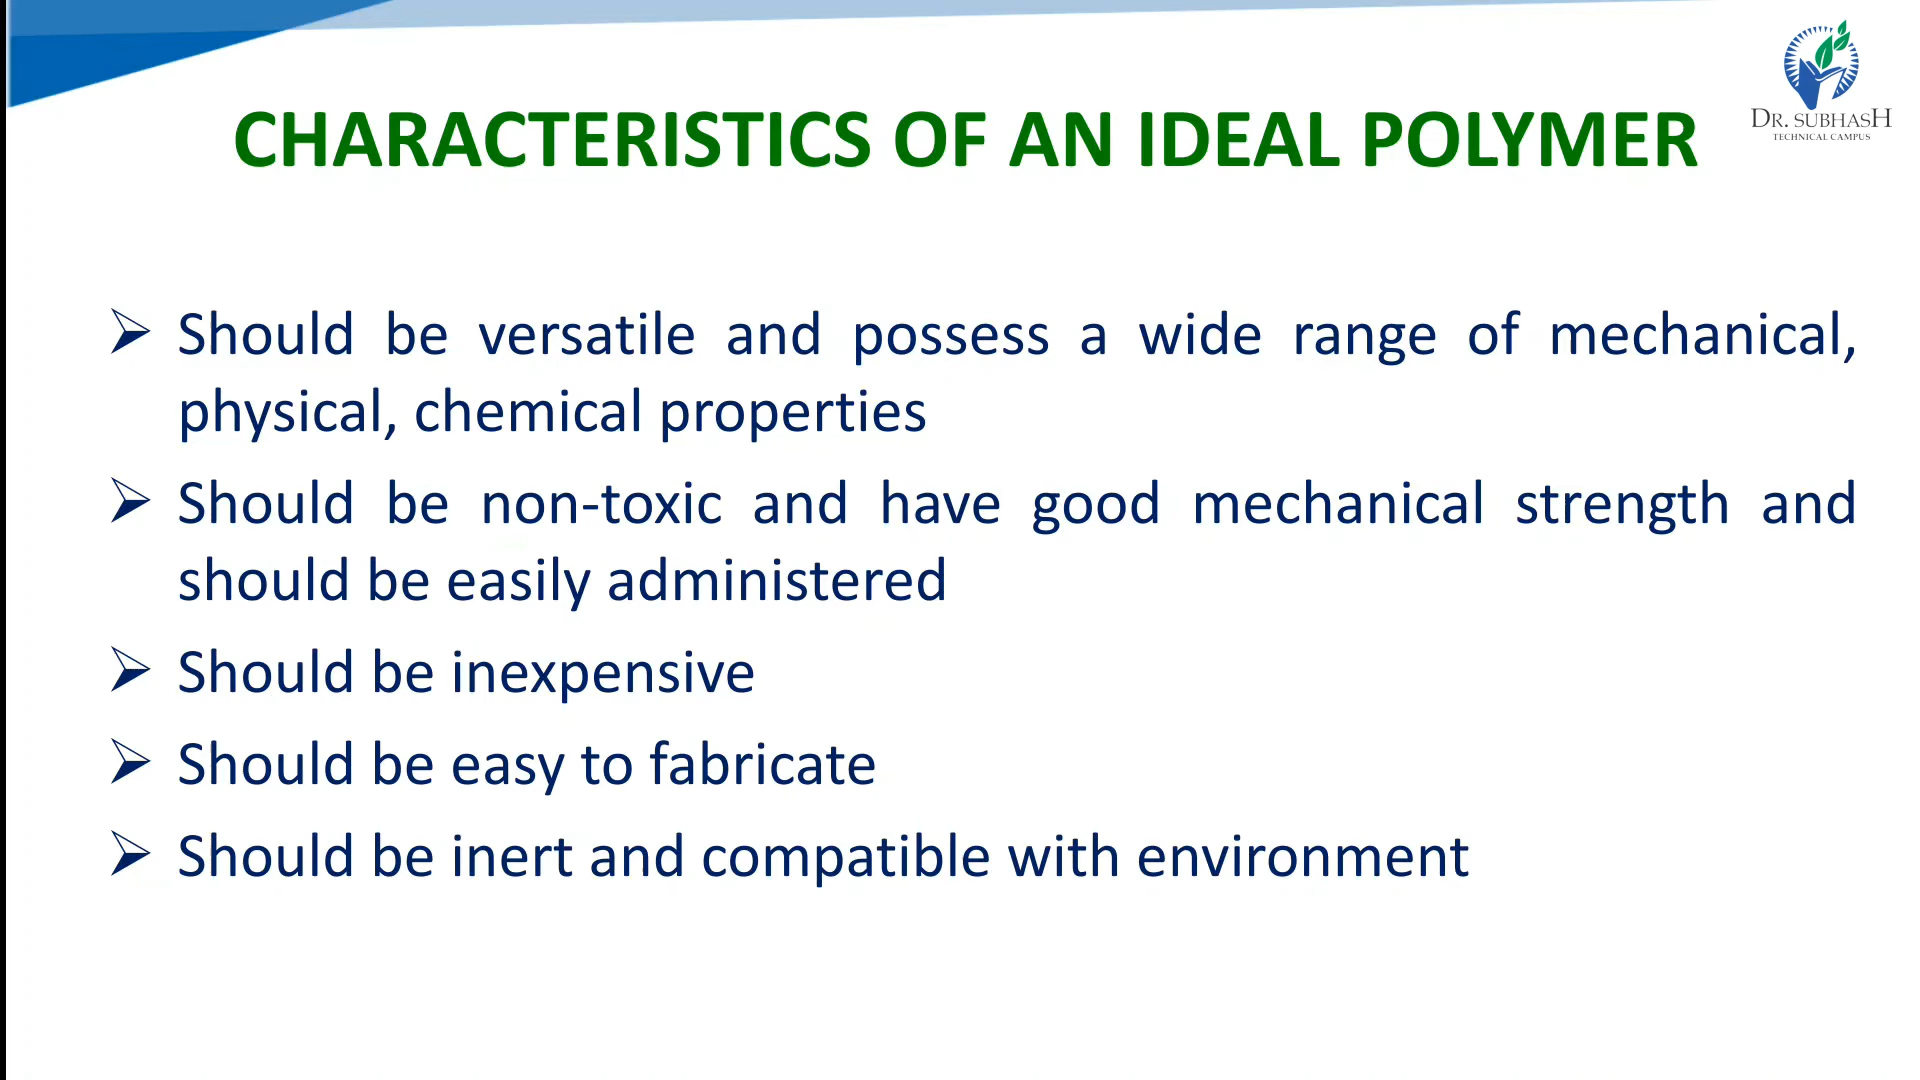 DR. SUBHASH
TECHNICAL CAMPUS
CHARACTERISTICS OF AN IDEAL POLYMER
Should be versatile and possess a wide range of mechanical,
physical, chemical properties
Should be non-toxic and have good mechanical strength and
should be easily administered
Should be inexpensive
Should be easy to fabricate
Should be inert and compatible with environment